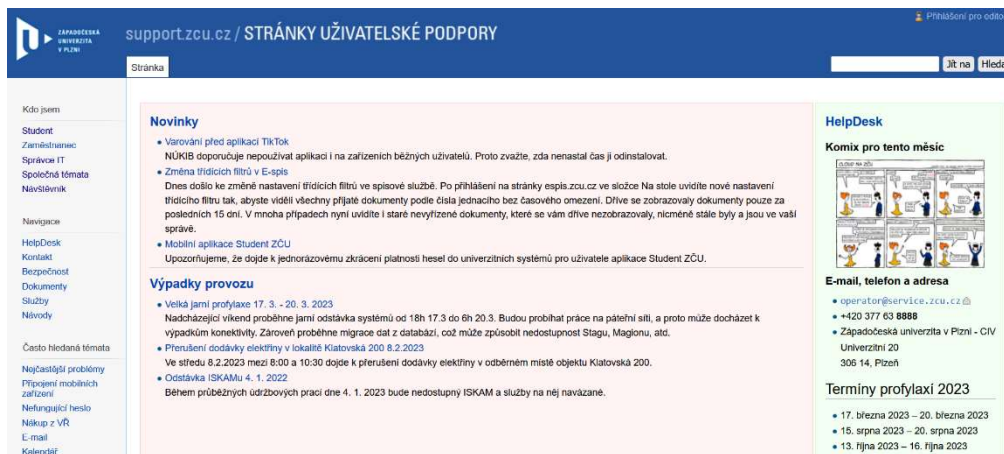 ZÁPADOČESKÁ
UNIVERZITA
V PLZNI
support.zcu.cz / STRÁNKY UŽIVATELSKÉ PODPORY
Přihlášení pro editor
Stránka
Jít na
Hleda
Kdo jsem
Student
Zaměstnanec
Správce IT
Společná témata
Návštěvník
Navigace
HelpDesk
Kontakt
Bezpečnost
Dokumenty
Služby
Návody
Často hledaná témata
Nejčastější problémy
Připojení mobilních
zařízení
Nefungující heslo
Nákup z VŘ
E-mail
Kalendář
Novinky
Varování před aplikací TikTok
NÚKIB doporučuje nepoužívat aplikaci i na zařízeních běžných uživatelů. Proto zvažte, zda nenastal čas ji odinstalovat.
Změna třídících filtrů v E-spis
Dnes došlo ke změně nastavení třídících filtrů ve spisové službě. Po přihlášení na stránky espis.zcu.cz ve složce Na stole uvidíte nové nastavení
třídícího filtru tak, abyste viděli všechny přijaté dokumenty podle čísla jednacího bez časového omezení. Dříve se zobrazovaly dokumenty pouze za
posledních 15 dní. V mnoha případech nyní uvidíte i staré nevyřízené dokumenty, které se vám dříve nezobrazovaly, nicméně stále byly a jsou ve vaší
správě.
Mobilní aplikace Student ZČU
Upozorňujeme, že dojde k jednorázovému zkrácení platnosti hesel do univerzitních systémů pro uživatele aplikace Student ZČU.
Výpadky provozu
Velká jarní profylaxe 17. 3. - 20. 3. 2023
Nadcházející víkend proběhne jarní odstávka systémů od 18h 17.3 do 6h 20.3. Budou probíhat práce na páteřní síti, a proto může docházet k
výpadkům konektivity. Zároveň proběhne migrace dat z databází, což může způsobit nedostupnost Stagu, Magionu, atd.
Přerušení dodávky elektřiny v lokalitě Klatovská 200 8.2.2023
Ve středu 8.2.2023 mezi 8:00 a 10:30 dojde k přerušení dodávky elektřiny v odběrném místě objektu Klatovská 200.
Odstávka ISKAMu 4. 1. 2022
Během průběžných údržbových prací dne 4. 1. 2023 bude nedostupný ISKAM a služby na něj navázané.
HelpDesk
Komix pro tento měsíc
CLOUD NA ZČU
E-mail, telefon a adresa
operator@service.zcu.cz
+420 377 63 8888
Západočeská univerzita v Plzni - CIV
Univerzitní 20
306 14, Plzeň
Termíny profylaxí 2023
17. března 2023 – 20. března 2023
15. srpna 2023 – 20. srpna 2023
13. října 2023 – 16. října 2023